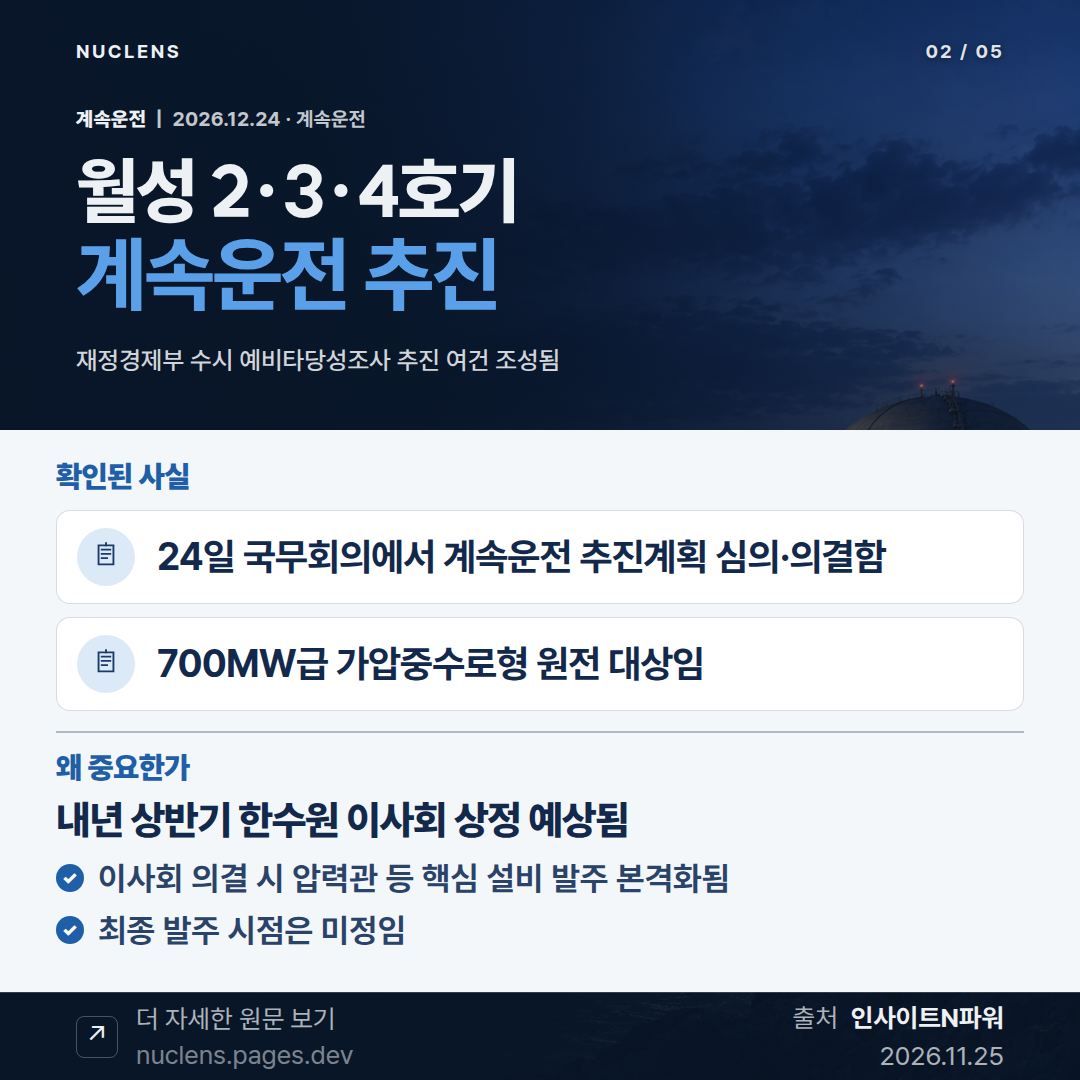 NUCLENS
02 / 05
계속운전 | 2026.12.24 · 계속운전
월성 2·3·4호기
계속운전 추진
재정경제부 수시 예비타당성조사 추진 여건 조성됨
확인된 사실
24일 국무회의에서 계속운전 추진계획 심의·의결함
700MW급 가압중수로형 원전 대상임
왜 중요한가
내년 상반기 한수원 이사회 상정 예상됨
이사회 의결 시 압력관 등 핵심 설비 발주 본격화됨
최종 발주 시점은 미정임
더 자세한 원문 보기
nuclens.pages.dev
출처 인사이트N파워
2026.11.25